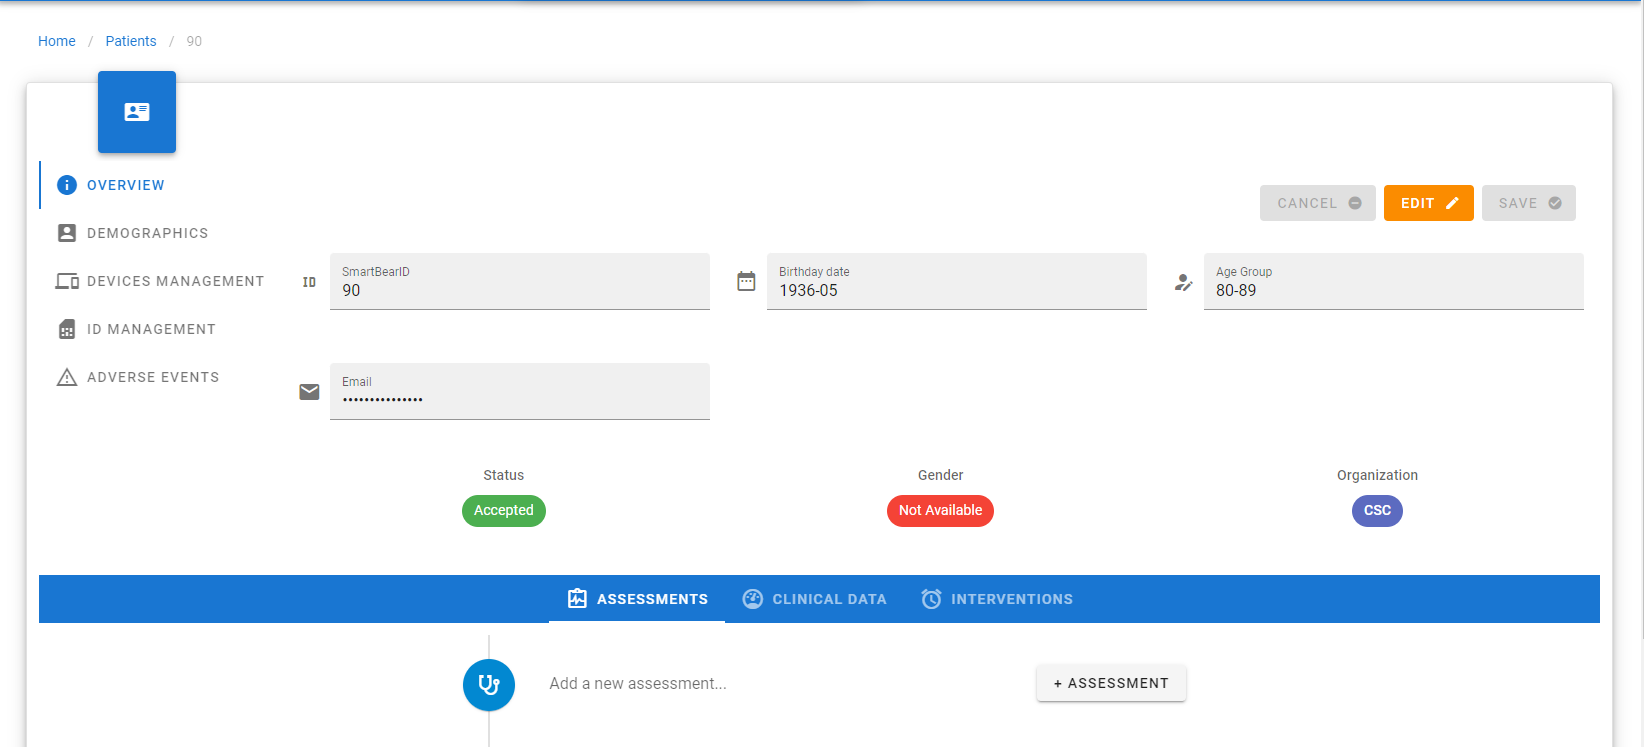 Home / Patients / 90
OVERVIEW
DEMOGRAPHICS
DEVICES MANAGEMENT
ID MANAGEMENT
ADVERSE EVENTS
CANCEL EDIT SAVE
ID
SmartBearID
90
Birthday date
1936-05
Age Group
80-89
Email
•••••••••••••••
Status
Accepted
Gender
Not Available
Organization
CSC
ASSESSMENTS CLINICAL DATA INTERVENTIONS
Add a new assessment...
+ ASSESSMENT